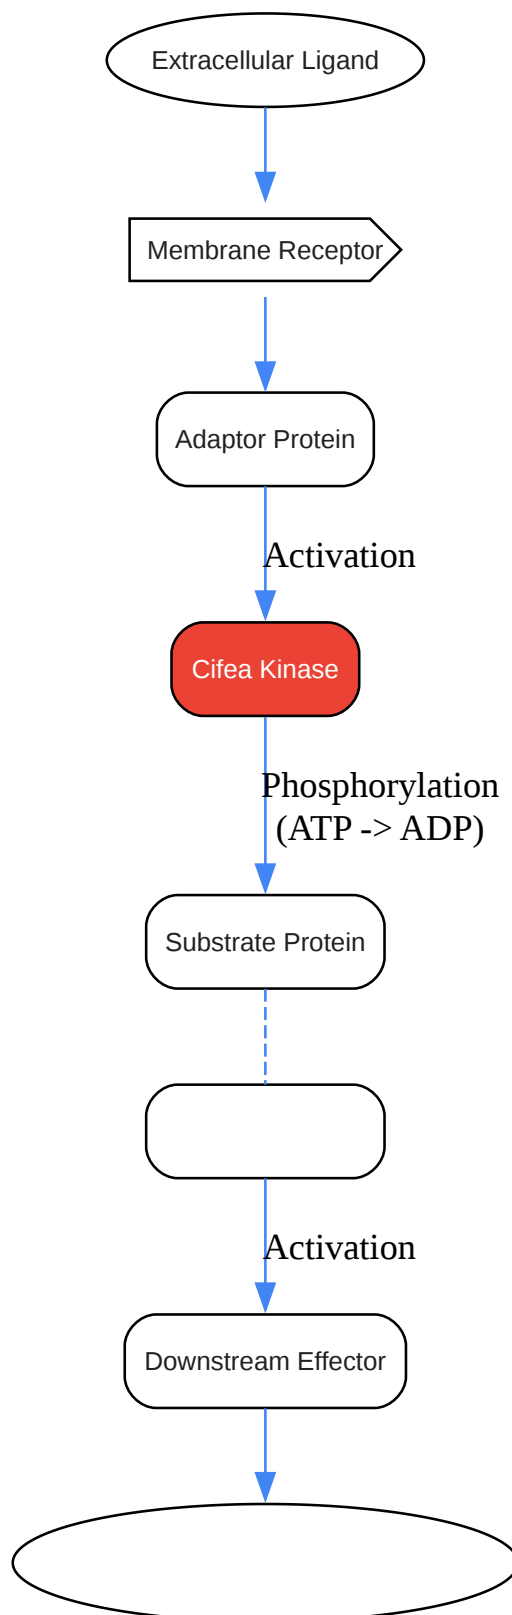 Extracellular Ligand
Membrane Receptor
Adaptor Protein
Activation
Cifea Kinase
Phosphorylation
(ATP -> ADP)
Substrate Protein
Activation
Downstream Effector